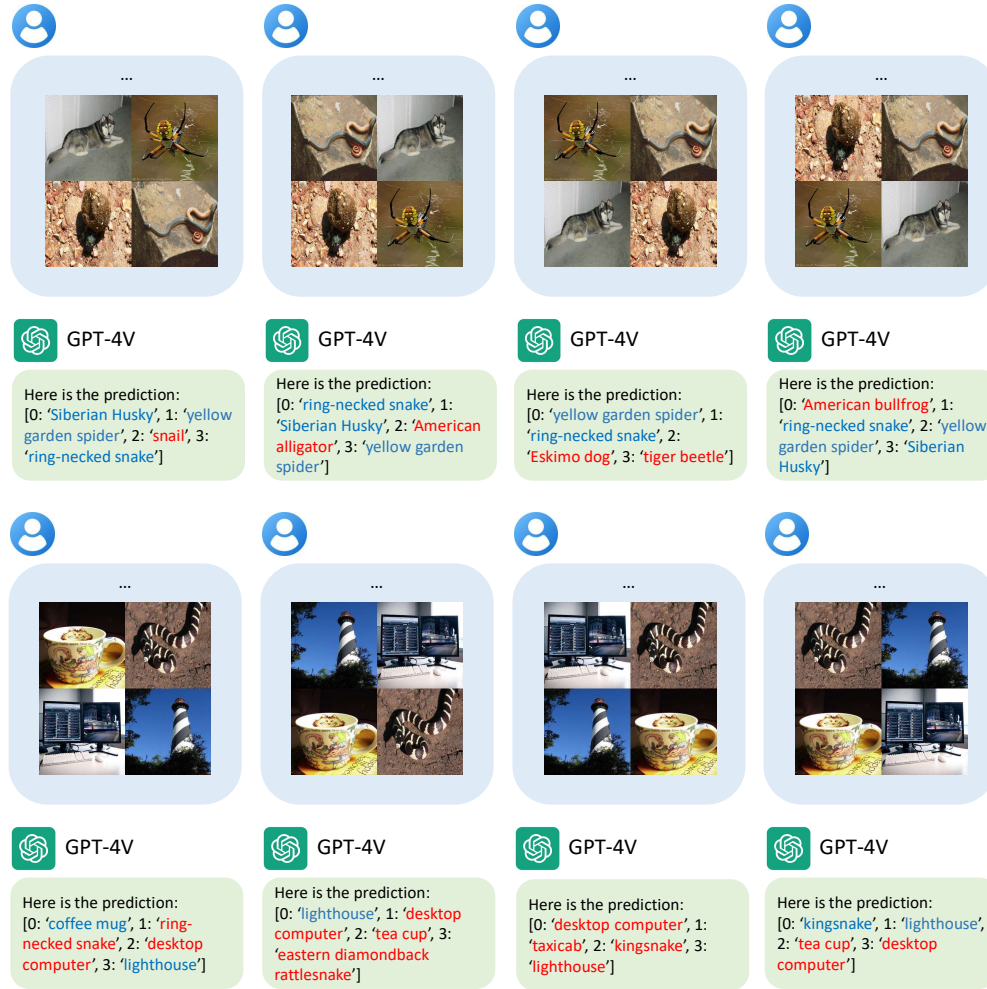 ...
...
...
...
GPT-4V
GPT-4V
GPT-4V
GPT-4V
Here is the prediction:
[0: ‘Siberian Husky’, 1: ‘yellow
garden spider’, 2: ‘snail’, 3:
‘ring-necked snake’]
Here is the prediction:
[0: ‘ring-necked snake’, 1:
‘Siberian Husky’, 2: ‘American
alligator’, 3: ‘yellow garden
spider’]
Here is the prediction:
[0: ‘yellow garden spider’, 1:
‘ring-necked snake’, 2:
‘Eskimo dog’, 3: ‘tiger beetle’]
Here is the prediction:
[0: ‘American bullfrog’, 1:
‘ring-necked snake’, 2: ‘yellow
garden spider’, 3: ‘Siberian
Husky’]
...
...
...
...
GPT-4V
GPT-4V
GPT-4V
GPT-4V
Here is the prediction:
[0: ‘coffee mug’, 1: ‘ring-
necked snake’, 2: ‘desktop
computer’, 3: ‘lighthouse’]
Here is the prediction:
[0: ‘lighthouse’, 1: ‘desktop
computer’, 2: ‘tea cup’, 3:
‘eastern diamondback
rattlesnake’]
Here is the prediction:
[0: ‘desktop computer’, 1:
‘taxicab’, 2: ‘kingsnake’, 3:
‘lighthouse’]
Here is the prediction:
[0: ‘kingsnake’, 1: ‘lighthouse’,
2: ‘tea cup’, 3: ‘desktop
computer’]